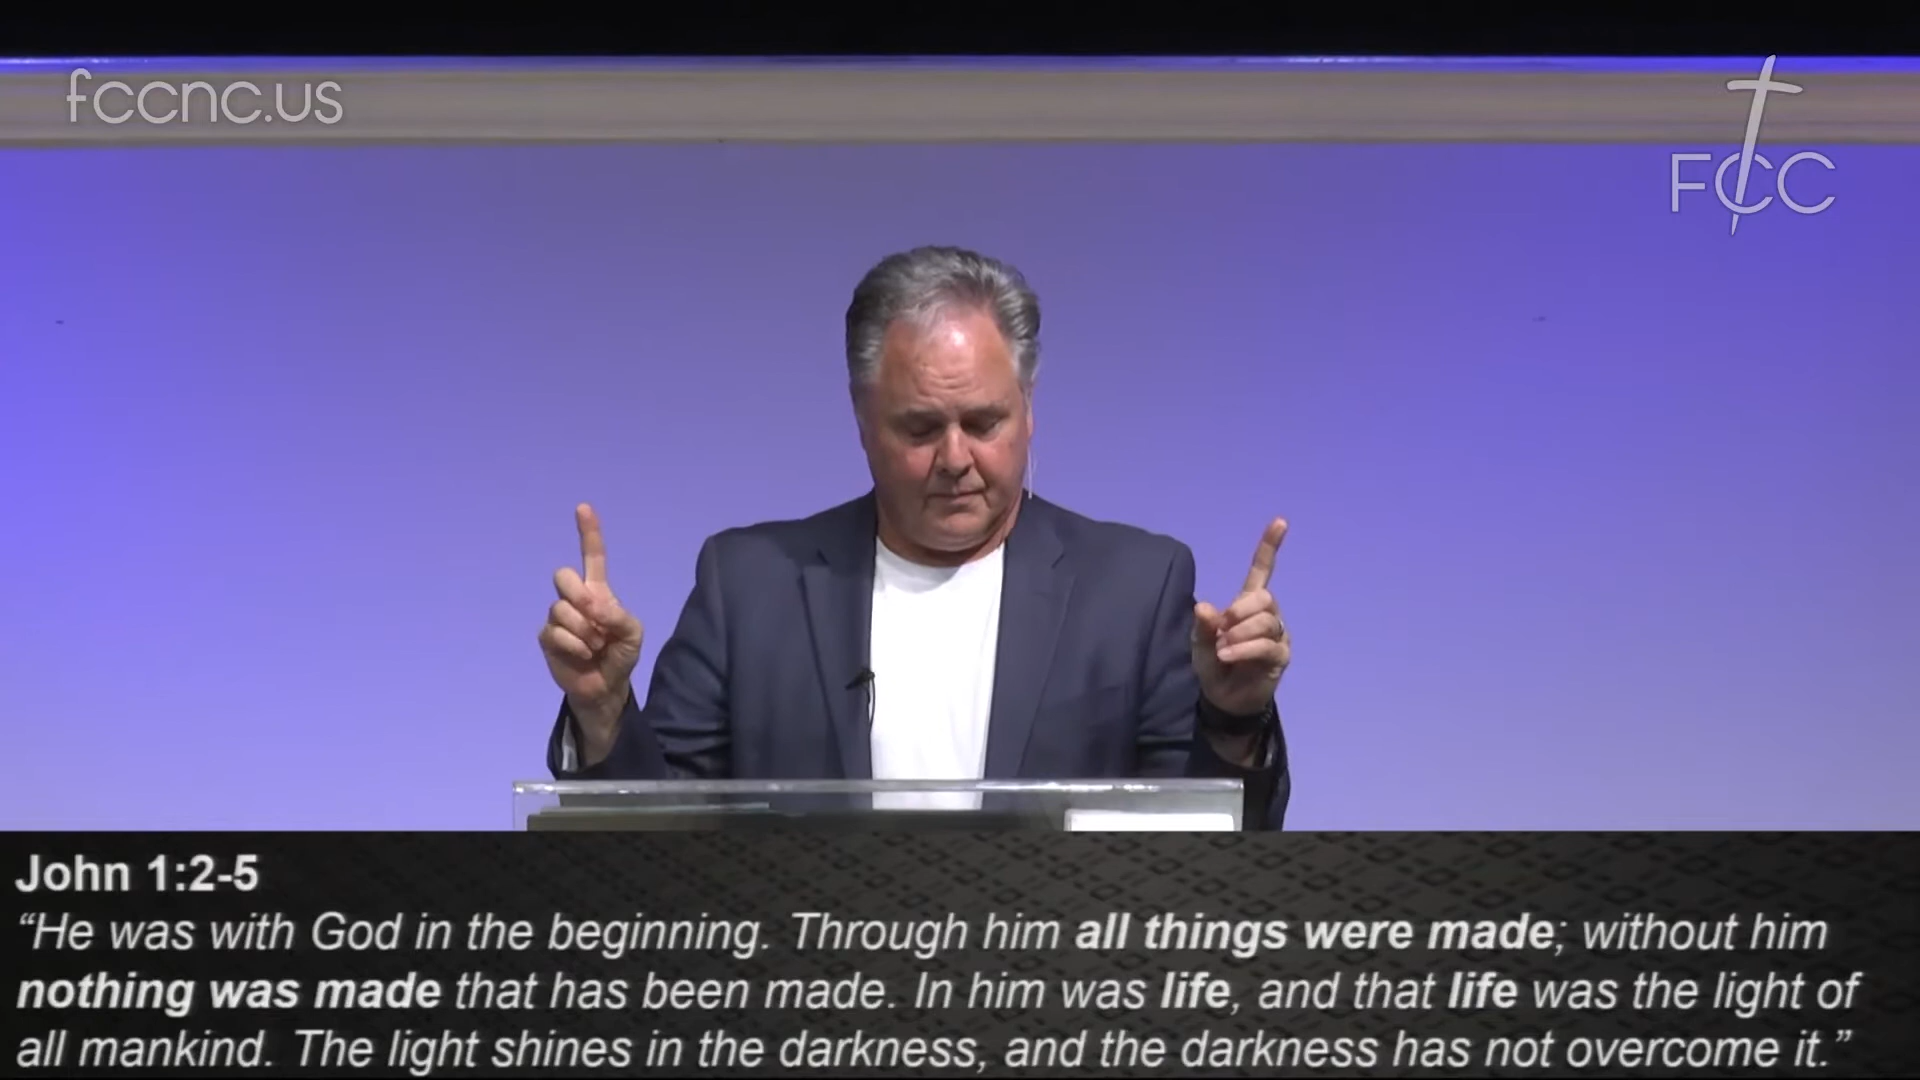 fccnc.us
FCC
John 1:2-5
“He was with God in the beginning. Through him all things were made; without him
nothing was made that has been made. In him was life, and that life was the light of
all mankind. The light shines in the darkness, and the darkness has not overcome it.”